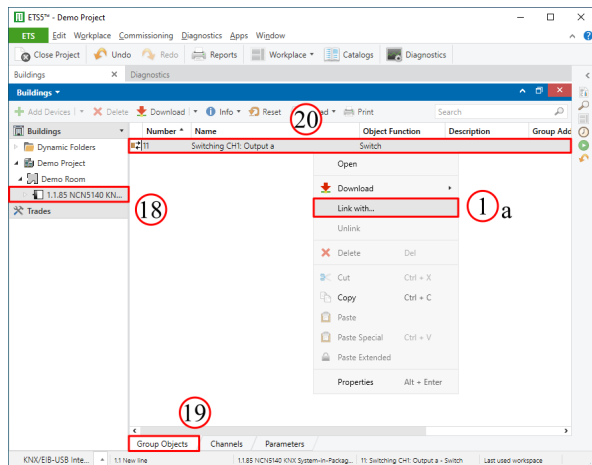 ETS5™ - Demo Project
ETS Edit Workplace Commissioning Diagnostics Apps Window
Close Project Undo Redo Reports Workplace Catalogs Diagnostics
Buildings Diagnostics
Buildings
Add Devices Delete Download Info Reset Print Search
20
Buildings Number Name Object Function Description Group Add
Dynamic Folders 11 Switching CH1: Output a Switch
Demo Project
Demo Room
1.1.85 NCN5140 KN...
Trades
18
Open
Download
Link with...
1 a
Unlink
Delete Del
Cut Ctrl + X
Copy Ctrl + C
Paste
Paste Special Ctrl + V
Paste Extended
Properties Alt + Enter
19
Group Objects Channels Parameters
KNX/EIB-USB Inte... 1.1 New line 1.1.85 NCN5140 KNX System-in-Packag... 11: Switching CH1: Output a - Switch Last used workspace